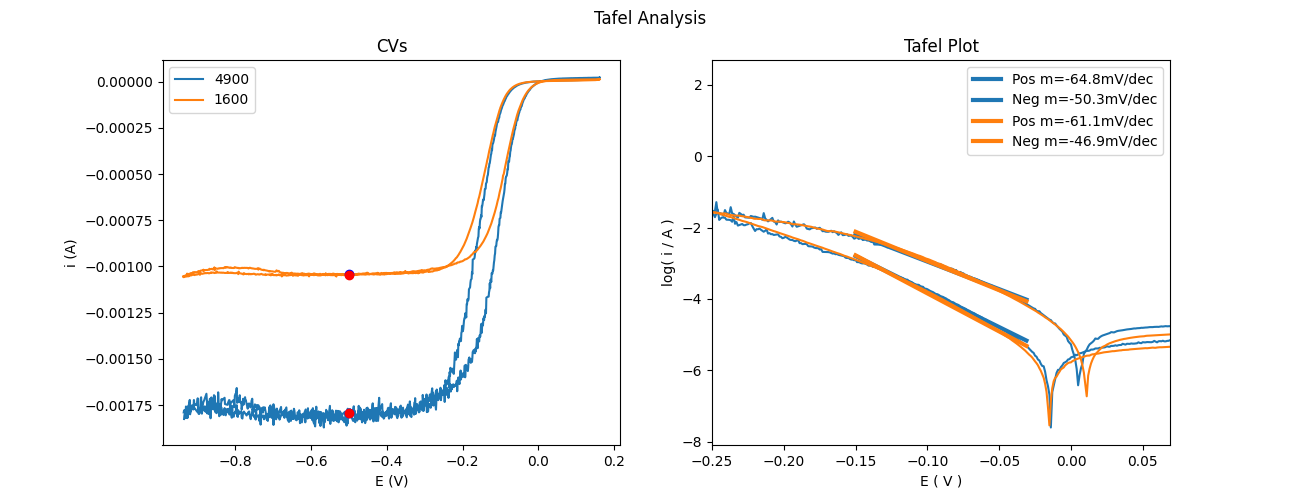 Tafel Analysis
CVs
4900
1600
0.00000
−0.00025
−0.00050
−0.00075
−0.00100
−0.00125
−0.00150
−0.00175
i (A)
−0.8
−0.6
−0.4
−0.2
0.0
0.2
E (V)
Tafel Plot
Pos m=-64.8mV/dec
Neg m=-50.3mV/dec
Pos m=-61.1mV/dec
Neg m=-46.9mV/dec
2
0
−2
−4
−6
−8
log( i / A )
−0.25
−0.20
−0.15
−0.10
−0.05
0.00
0.05
E ( V )